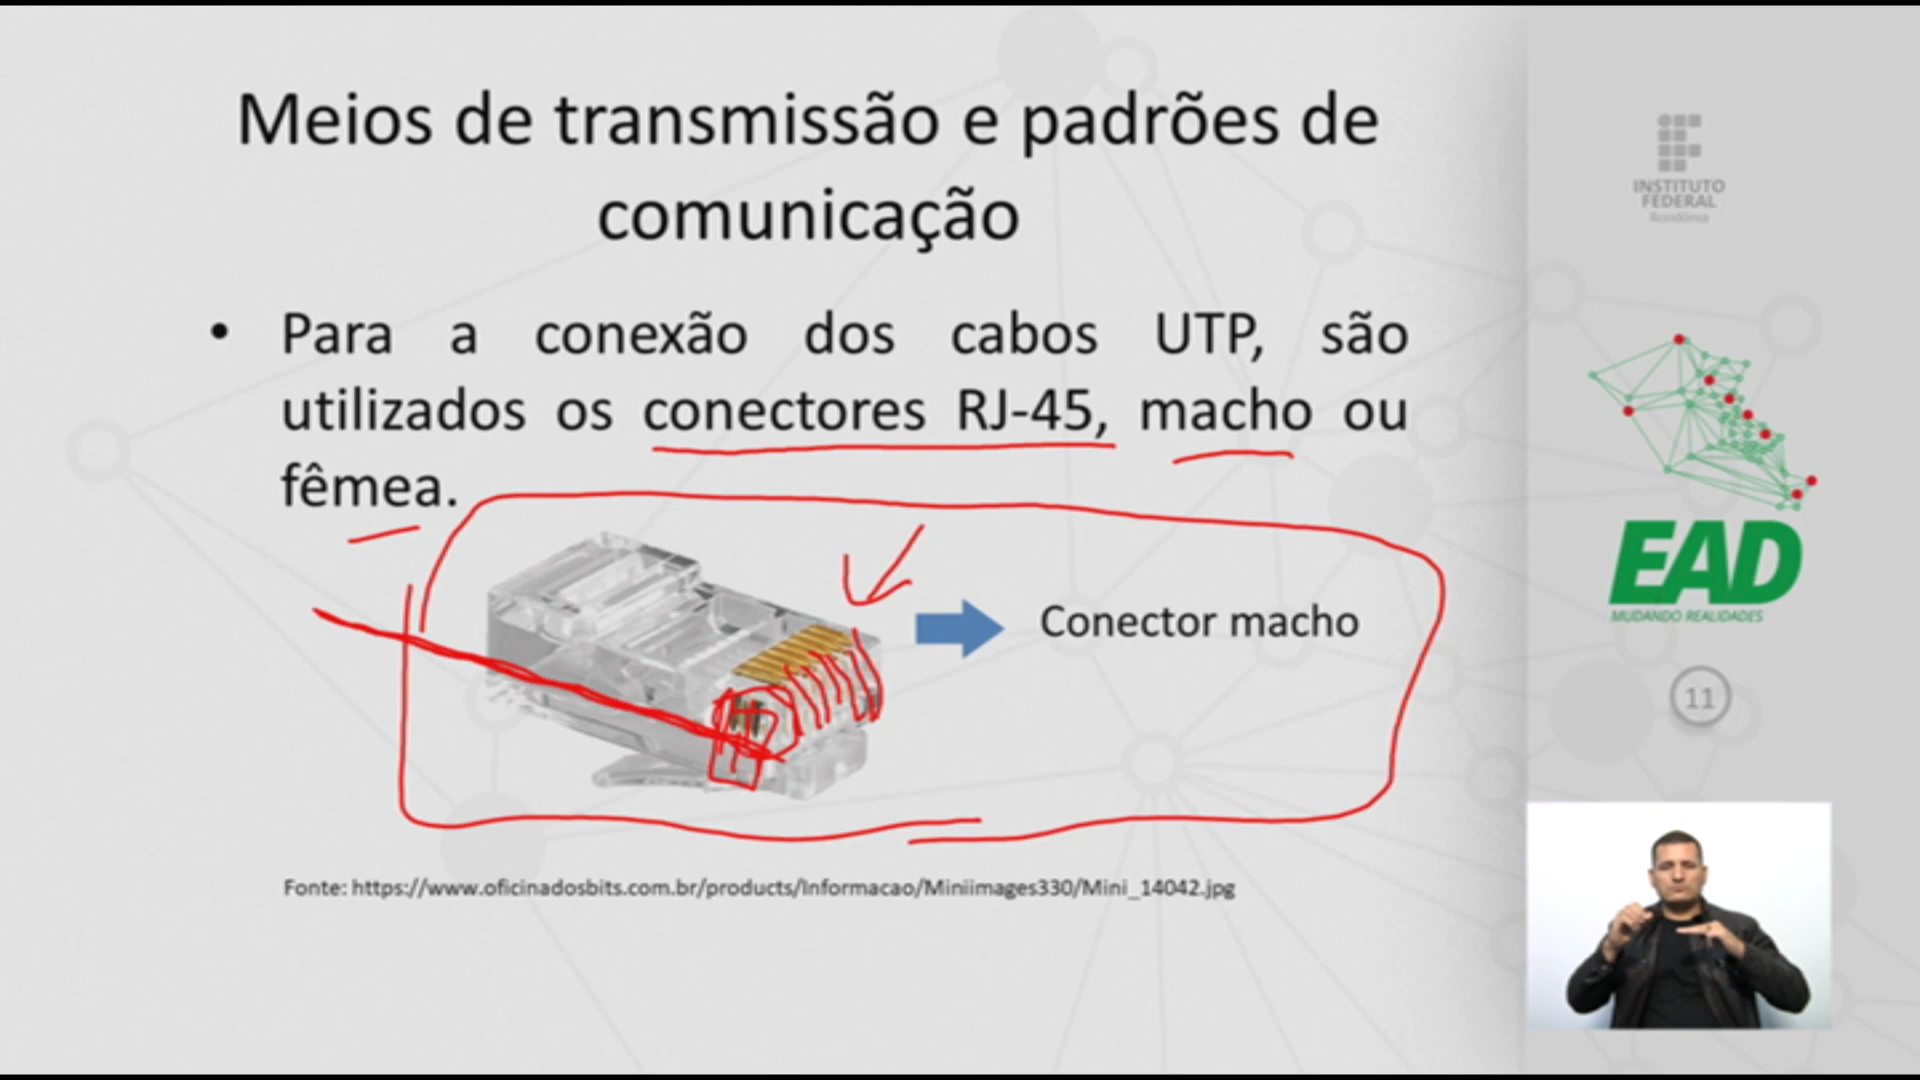 Meios de transmissão e padrões de
comunicação
• Para a conexão dos cabos UTP, são
utilizados os conectores RJ-45, macho ou
fêmea.
Conector macho
Fonte: https://www.oficinadosbits.com.br/products/Informacao/Miniimages330/Mini_14042.jpg
INSTITUTO
FEDERAL
Rondônia
EAD
MUDANDO REALIDADES
11